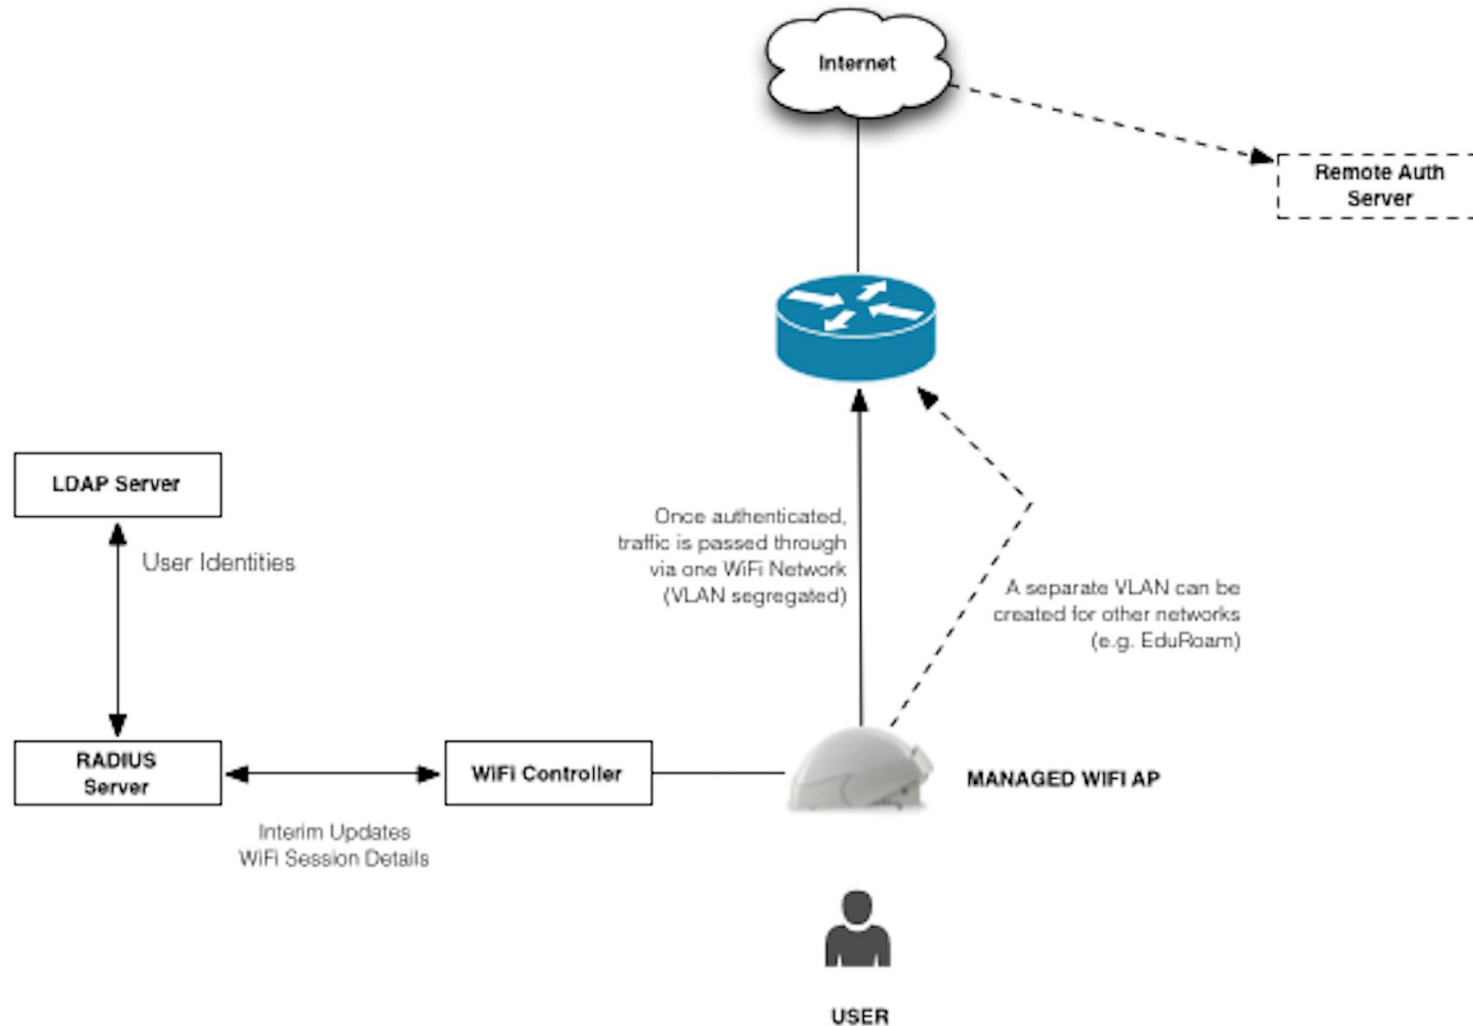 Internet
Remote Auth
Server
LDAP Server
User Identities
Once authenticated,
traffic is passed through
via one WiFi Network
(VLAN segregated)
A separate VLAN can be
created for other networks
(e.g. EduRoam)
RADIUS
Server
WiFi Controller
MANAGED WIFI AP
Interim Updates
WiFi Session Details
USER